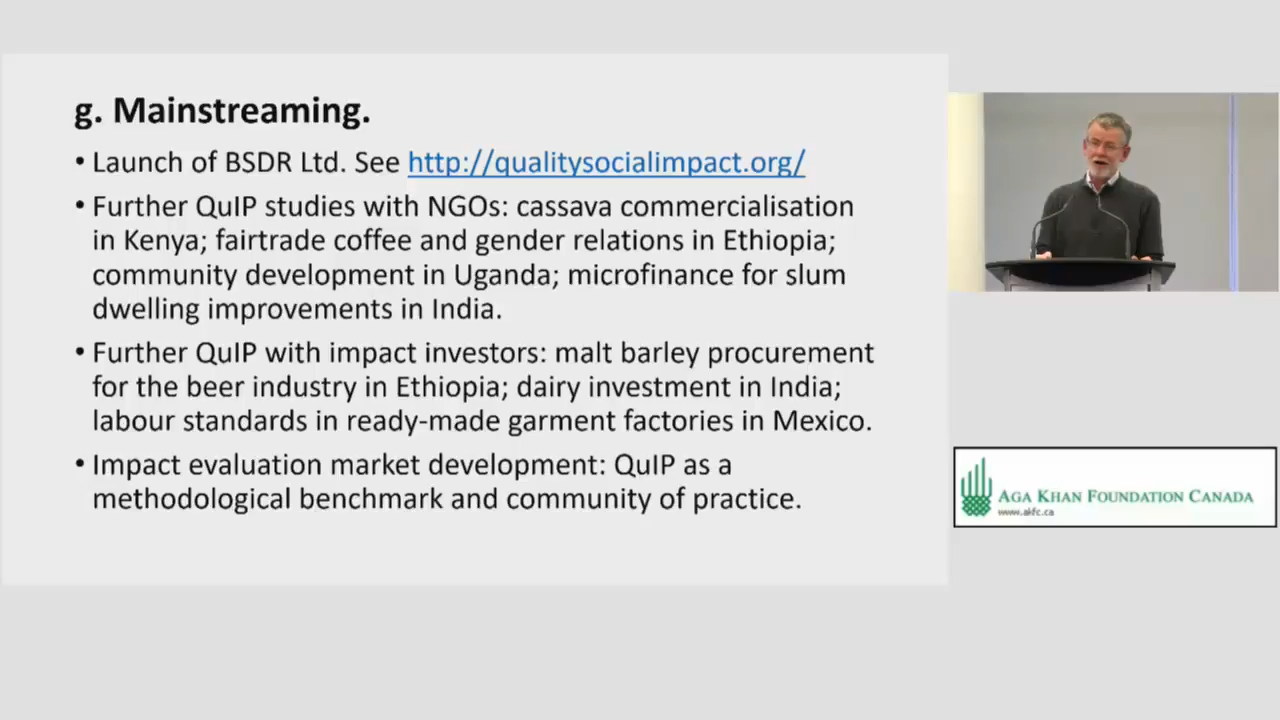 g. Mainstreaming.
• Launch of BSDR Ltd. See http://qualitysocialimpact.org/
• Further QuIP studies with NGOs: cassava commercialisation
in Kenya; fairtrade coffee and gender relations in Ethiopia;
community development in Uganda; microfinance for slum
dwelling improvements in India.
• Further QuIP with impact investors: malt barley procurement
for the beer industry in Ethiopia; dairy investment in India;
labour standards in ready-made garment factories in Mexico.
• Impact evaluation market development: QuIP as a
methodological benchmark and community of practice.
AGA KHAN FOUNDATION CANADA
www.akfc.ca